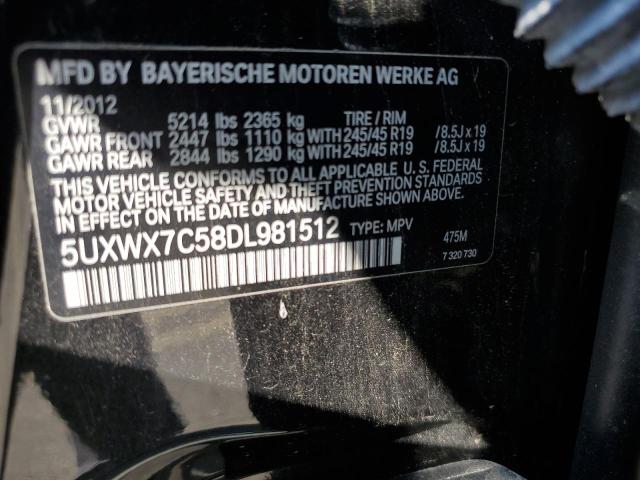 MFD BY BAYERISCHE MOTOREN WERKE AG
11/2012
GVWR 5214 lbs 2365 kg TIRE / RIM
GAWR FRONT 2447 lbs 1110 kg WITH 245/45 R19 / 8.5J x 19
GAWR REAR 2844 lbs 1290 kg WITH 245/45 R19 / 8.5J x 19
THIS VEHICLE CONFORMS TO ALL APPLICABLE U. S. FEDERAL
MOTOR VEHICLE SAFETY AND THEFT PREVENTION STANDARDS
IN EFFECT ON THE DATE OF MANUFACTURE SHOWN ABOVE.
5UXWX7C58DL981512 TYPE: MPV 475M
7 320 730